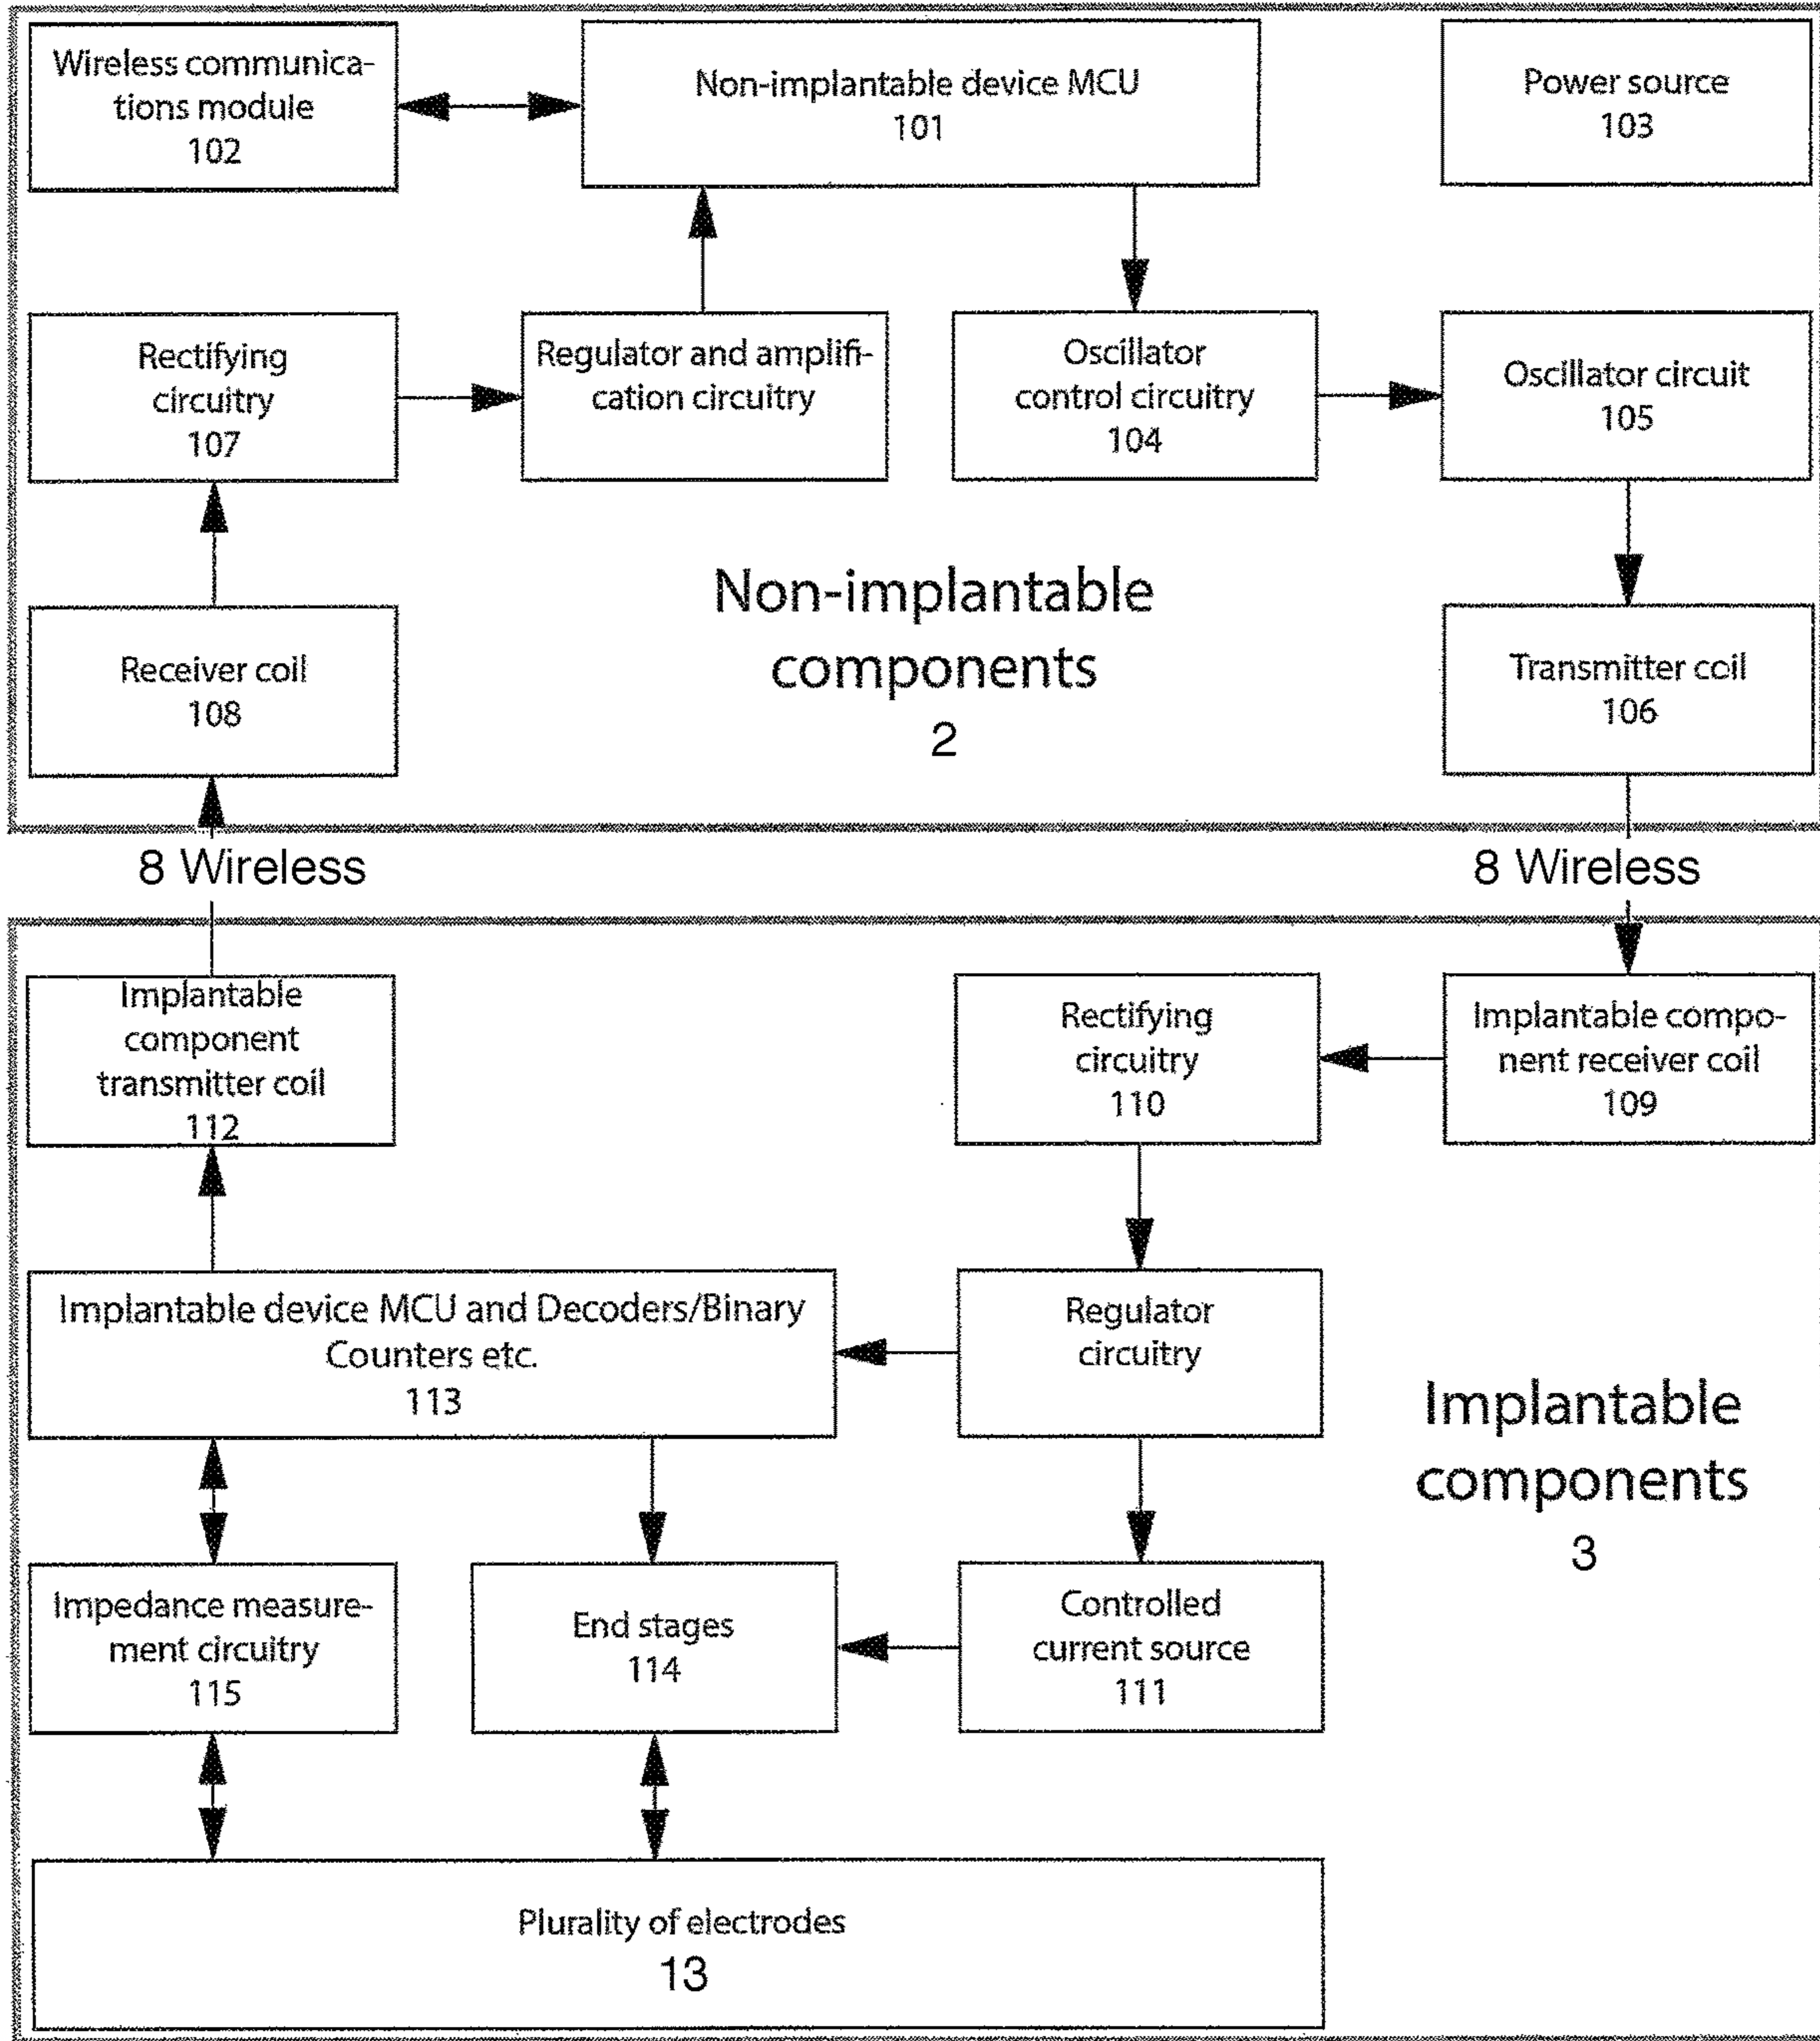 Wireless communica-
tions module
102
Non-implantable device MCU
101
Power source
103
Rectifying
circuitry
107
Regulator and amplifi-
cation circuitry
Oscillator
control circuitry
104
Oscillator circuit
105
Receiver coil
108
Non-implantable
components
2
Transmitter coil
106
8 Wireless
8 Wireless
Implantable
component
transmitter coil
112
Rectifying
circuitry
110
Implantable compo-
nent receiver coil
109
Implantable device MCU and Decoders/Binary
Counters etc.
113
Regulator
circuitry
Implantable
components
3
Impedance measure-
ment circuitry
115
End stages
114
Controlled
current source
111
Plurality of electrodes
13